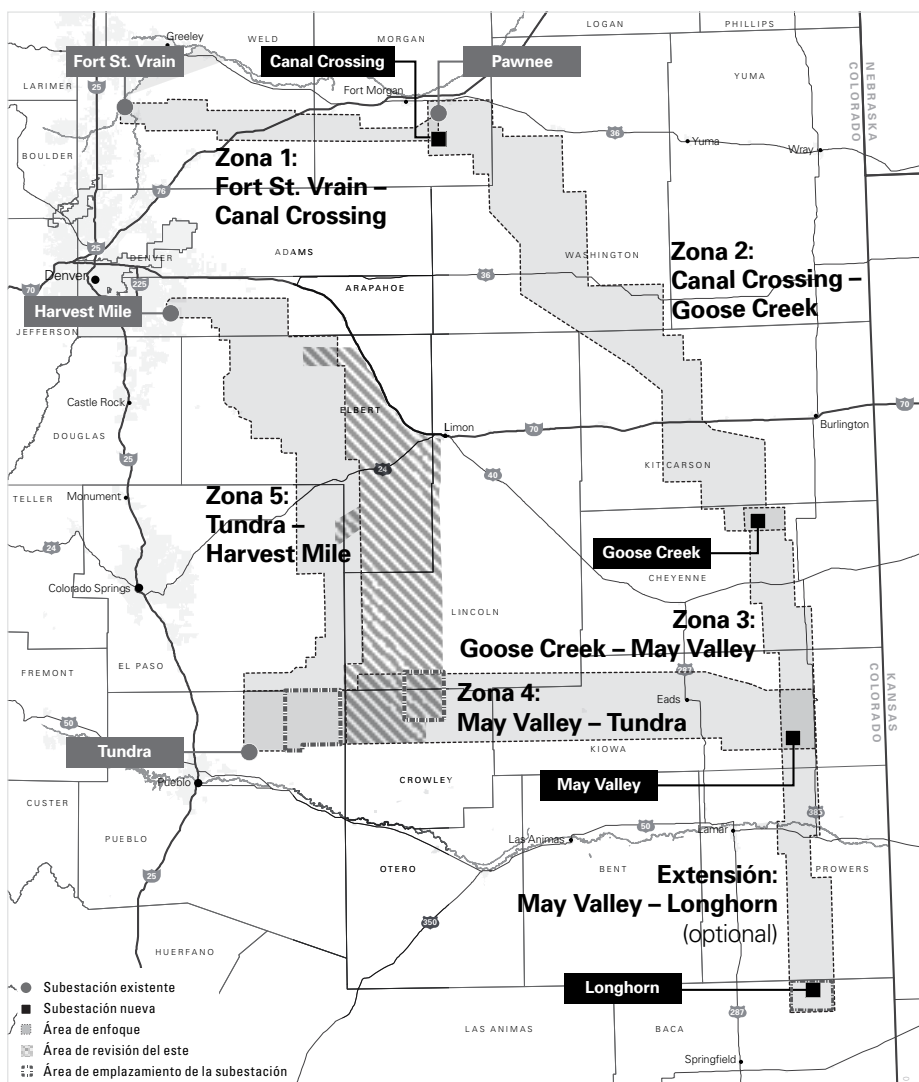 LOGAN
PHILLIPS
WELD
MORGAN
Greeley
Fort St. Vrain
Canal Crossing
Pawnee
LARIMER
25
Fort Morgan
YUMA
NEBRASKA
COLORADO
36
Yuma
Wray
BOULDER
Zona 1:
Fort St. Vrain –
Canal Crossing
76
25
DENVER
ADAMS
WASHINGTON
Zona 2:
Canal Crossing –
Goose Creek
Denver
225
70
36
ARAPAHOE
Harvest Mile
JEFFERSON
Castle Rock
ELBERT
Limon
70
70
Burlington
DOUGLAS
25
24
40
KIT CARSON
TELLER
Monument
Zona 5:
Tundra –
Harvest Mile
24
Goose Creek
CHEYENNE
Colorado Springs
LINCOLN
Zona 3:
Goose Creek – May Valley
EL PASO
FREMONT
287
KANSAS
COLORADO
Zona 4:
May Valley – Tundra
Eads
50
Tundra
KIOWA
Pueblo
CROWLEY
May Valley
CUSTER
383
PUEBLO
Las Animas
50
Lamar
25
OTERO
BENT
Extensión:
May Valley – Longhorn
(optional)
PROWERS
350
HUERFANO
Longhorn
287
LAS ANIMAS
BACA
Springfield
Subestación existente
Subestación nueva
Área de enfoque
Área de revisión del este
Área de emplazamiento de la subestación